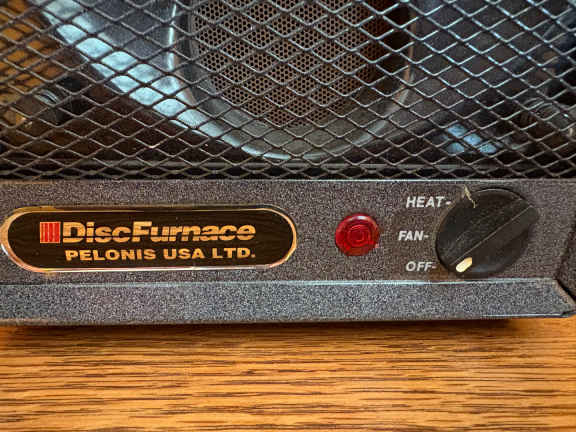 DiscFurnace
PELONIS USA LTD.
HEAT-
FAN-
OFF-